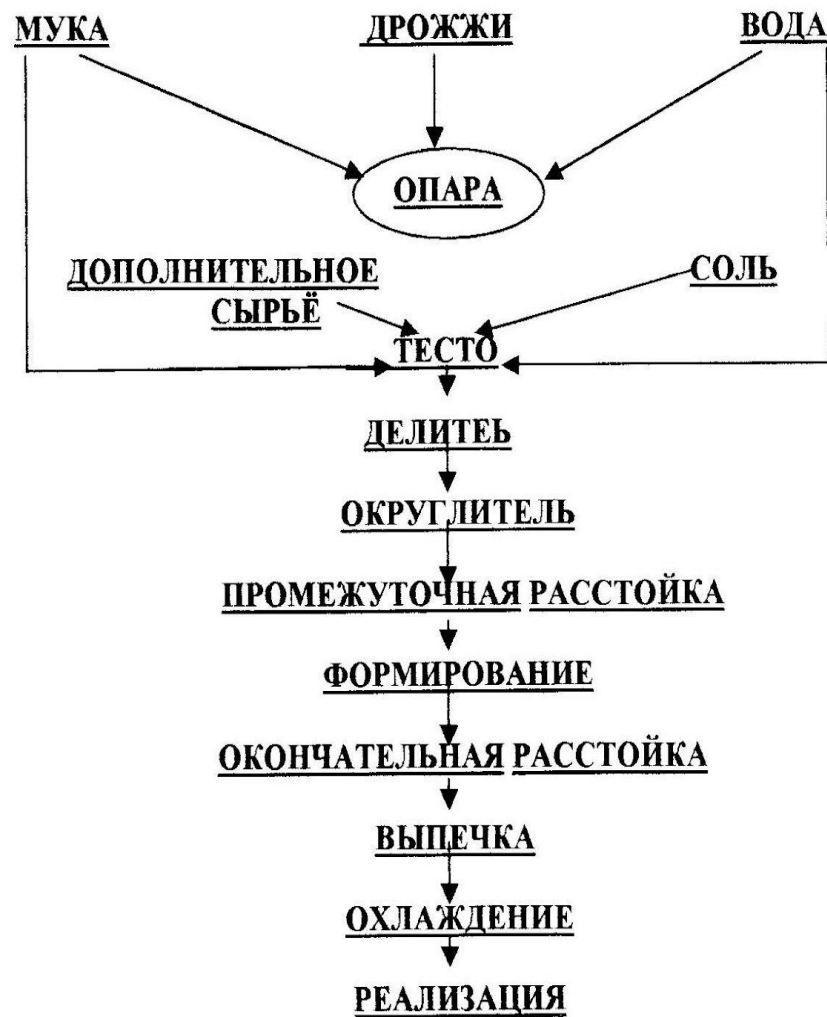 МУКА ДРОЖЖИ ВОДА
ОПАРА
ДОПОЛНИТЕЛЬНОЕ СОЛЬ
СЫРЬЁ
ТЕСТО
ДЕЛИТЕЬ
ОКРУГЛИТЕЛЬ
ПРОМЕЖУТОЧНАЯ РАССТОЙКА
ФОРМИРОВАНИЕ
ОКОНЧАТЕЛЬНАЯ РАССТОЙКА
ВЫПЕЧКА
ОХЛАЖДЕНИЕ
РЕАЛИЗАЦИЯ